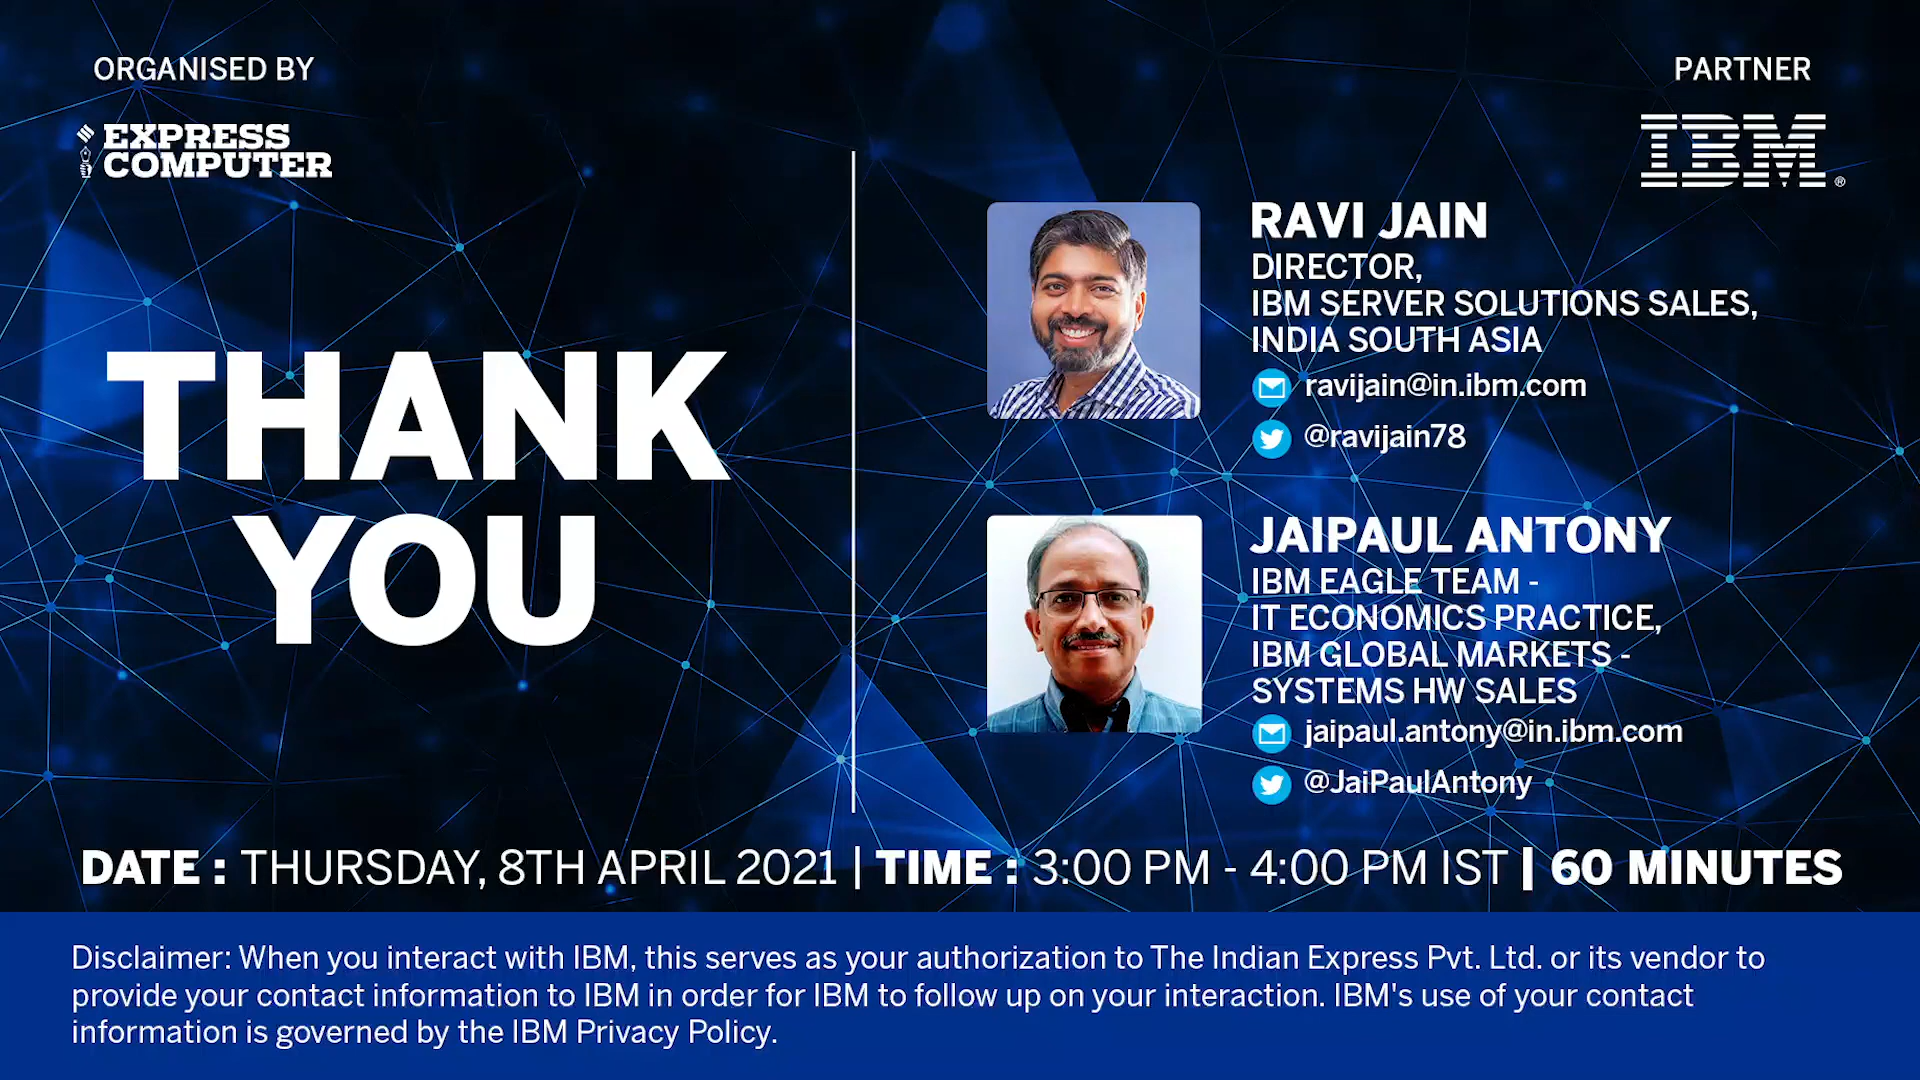 ORGANISED BY
EXPRESS
COMPUTER
PARTNER
IBM®
THANK
YOU
RAVI JAIN
DIRECTOR,
IBM SERVER SOLUTIONS SALES,
INDIA SOUTH ASIA
ravijain@in.ibm.com
@ravijain78
JAIPAUL ANTONY
IBM EAGLE TEAM -
IT ECONOMICS PRACTICE,
IBM GLOBAL MARKETS -
SYSTEMS HW SALES
jaipaul.antony@in.ibm.com
@JaiPaulAntony
DATE : THURSDAY, 8TH APRIL 2021 | TIME : 3:00 PM - 4:00 PM IST | 60 MINUTES
Disclaimer: When you interact with IBM, this serves as your authorization to The Indian Express Pvt. Ltd. or its vendor to
provide your contact information to IBM in order for IBM to follow up on your interaction. IBM's use of your contact
information is governed by the IBM Privacy Policy.